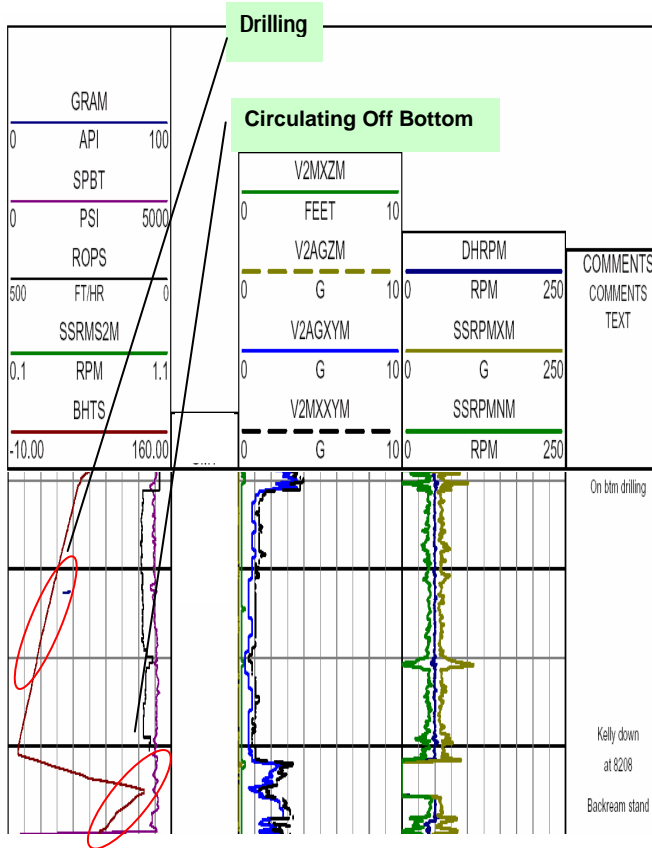 Drilling
Circulating Off Bottom
GRAM
0 API 100
SPBT
0 PSI 5000
ROPS
500 FT/HR 0
SSRMS2M
0.1 RPM 1.1
BHTS
-10.00 160.00
V2MXZM
0 FEET 10
V2AGZM
0 G 10
V2AGXYM
0 G 10
V2MXXYM
0 G 10
DHRPM
0 RPM 250
SSRPMXM
0 G 250
SSRPMNM
0 RPM 250
COMMENTS
COMMENTS
TEXT
On btm drilling
Kelly down
at 8208
Backream stand